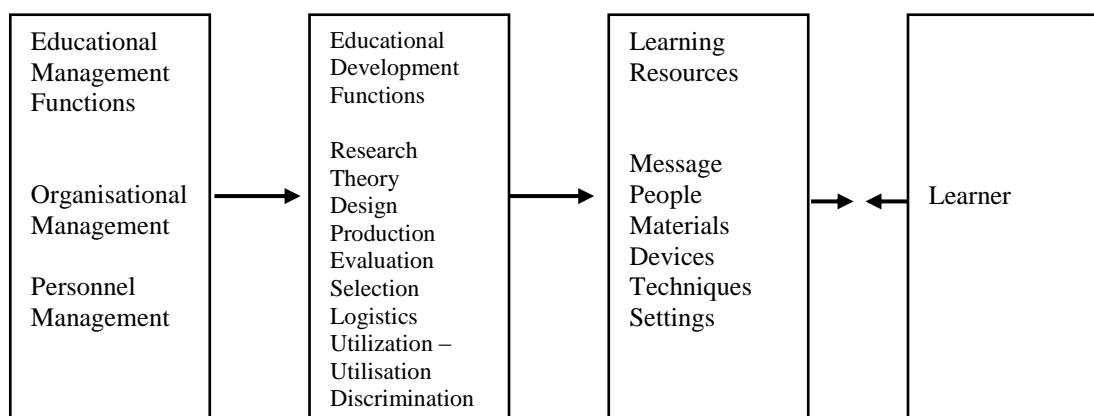 Educational
Management
Functions
Organisational
Management
Personnel
Management
Educational
Development
Functions
Research
Theory
Design
Production
Evaluation
Selection
Logistics
Utilization –
Utilisation
Discrimination
Learning
Resources
Message
People
Materials
Devices
Techniques
Settings
Learner